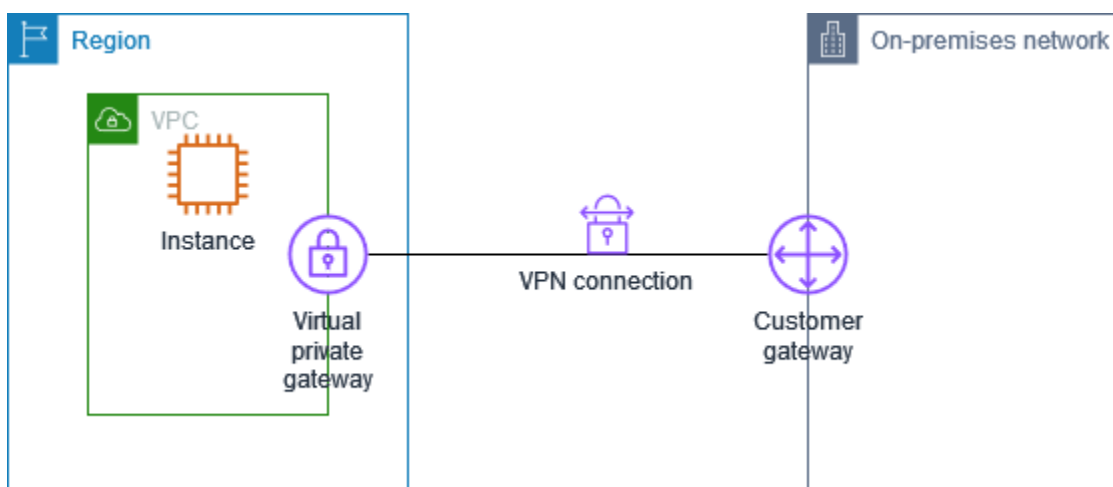 Region
On-premises network
VPC
Instance
VPN connection
Virtual
private
gateway
Customer
gateway